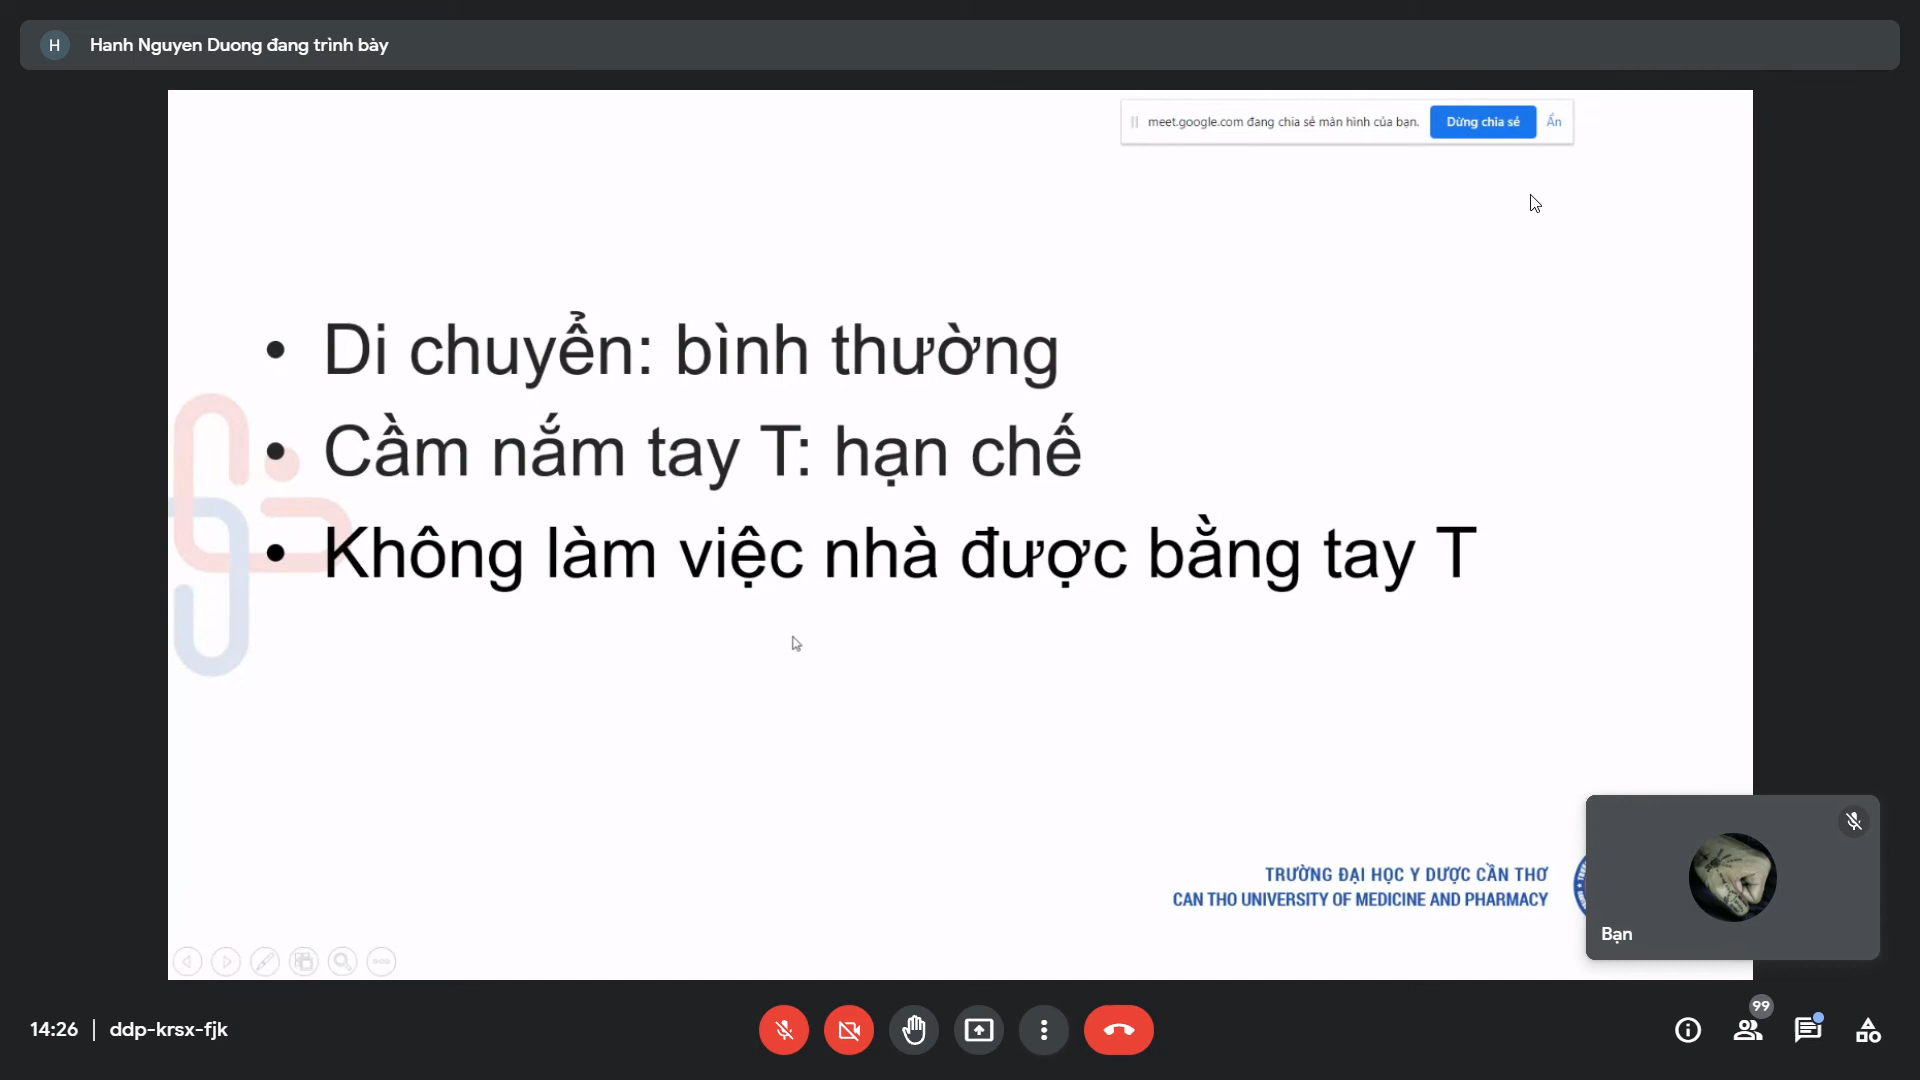 H Hanh Nguyen Duong đang trình bày
meet.google.com đang chia sẻ màn hình của bạn. Dừng chia sẻ Ẩn
• Di chuyển: bình thường
• Cầm nắm tay T: hạn chế
• Không làm việc nhà được bằng tay T
TRƯỜNG ĐẠI HỌC Y DƯỢC CẦN THƠ
CAN THO UNIVERSITY OF MEDICINE AND PHARMACY
Bạn
14:26 | ddp-krsx-fjk
99